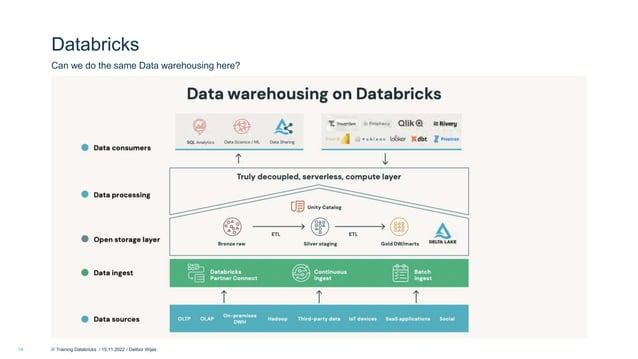 Databricks
Can we do the same Data warehousing here?
Data warehousing on Databricks
SQL Analytics
Data Science / ML
Data Sharing
Qlik
Rivery
tableau
looker
dbt
Fivetran
Data consumers
Truly decoupled, serverless, compute layer
Data processing
Unity Catalog
ETL
ETL
Open storage layer
Bronze raw
Silver staging
Gold DW/marts
DELTA LAKE
Data ingest
Databricks
Partner Connect
Continuous
ingest
Batch
ingest
Data sources
OLTP
OLAP
On-premises
DWH
Hadoop
Third-party data
IoT devices
SaaS applications
Social
14
/// Training Databricks / 15.11.2022 / Dalibor Wijas